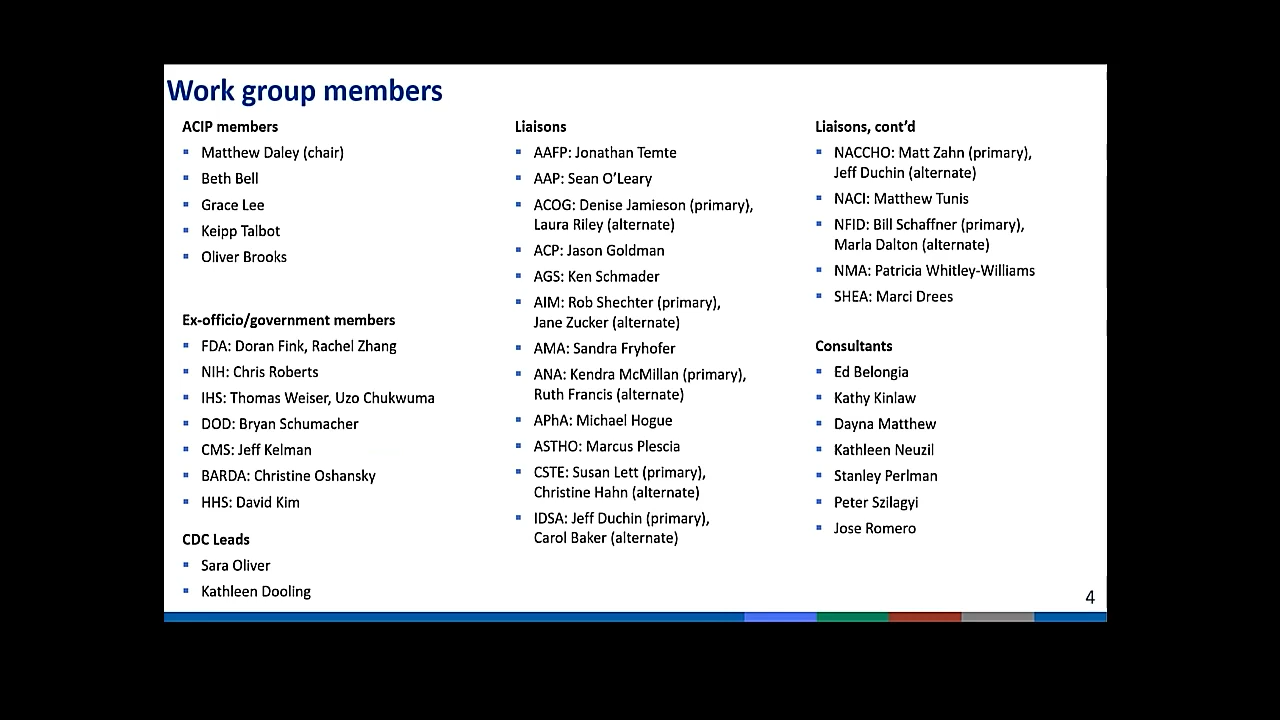 Work group members
ACIP members
Matthew Daley (chair)
Beth Bell
Grace Lee
Keipp Talbot
Oliver Brooks
Ex-officio/government members
FDA: Doran Fink, Rachel Zhang
NIH: Chris Roberts
IHS: Thomas Weiser, Uzo Chukwuma
DOD: Bryan Schumacher
CMS: Jeff Kelman
BARDA: Christine Oshansky
HHS: David Kim
CDC Leads
Sara Oliver
Kathleen Dooling
Liaisons
AAFP: Jonathan Temte
AAP: Sean O’Leary
ACOG: Denise Jamieson (primary),
Laura Riley (alternate)
ACP: Jason Goldman
AGS: Ken Schmader
AIM: Rob Shechter (primary),
Jane Zucker (alternate)
AMA: Sandra Fryhofer
ANA: Kendra McMillan (primary),
Ruth Francis (alternate)
APhA: Michael Hogue
ASTHO: Marcus Plescia
CSTE: Susan Lett (primary),
Christine Hahn (alternate)
IDSA: Jeff Duchin (primary),
Carol Baker (alternate)
Liaisons, cont’d
NACCHO: Matt Zahn (primary),
Jeff Duchin (alternate)
NACI: Matthew Tunis
NFID: Bill Schaffner (primary),
Marla Dalton (alternate)
NMA: Patricia Whitley-Williams
SHEA: Marci Drees
Consultants
Ed Belongia
Kathy Kinlaw
Dayna Matthew
Kathleen Neuzil
Stanley Perlman
Peter Szilagyi
Jose Romero
4